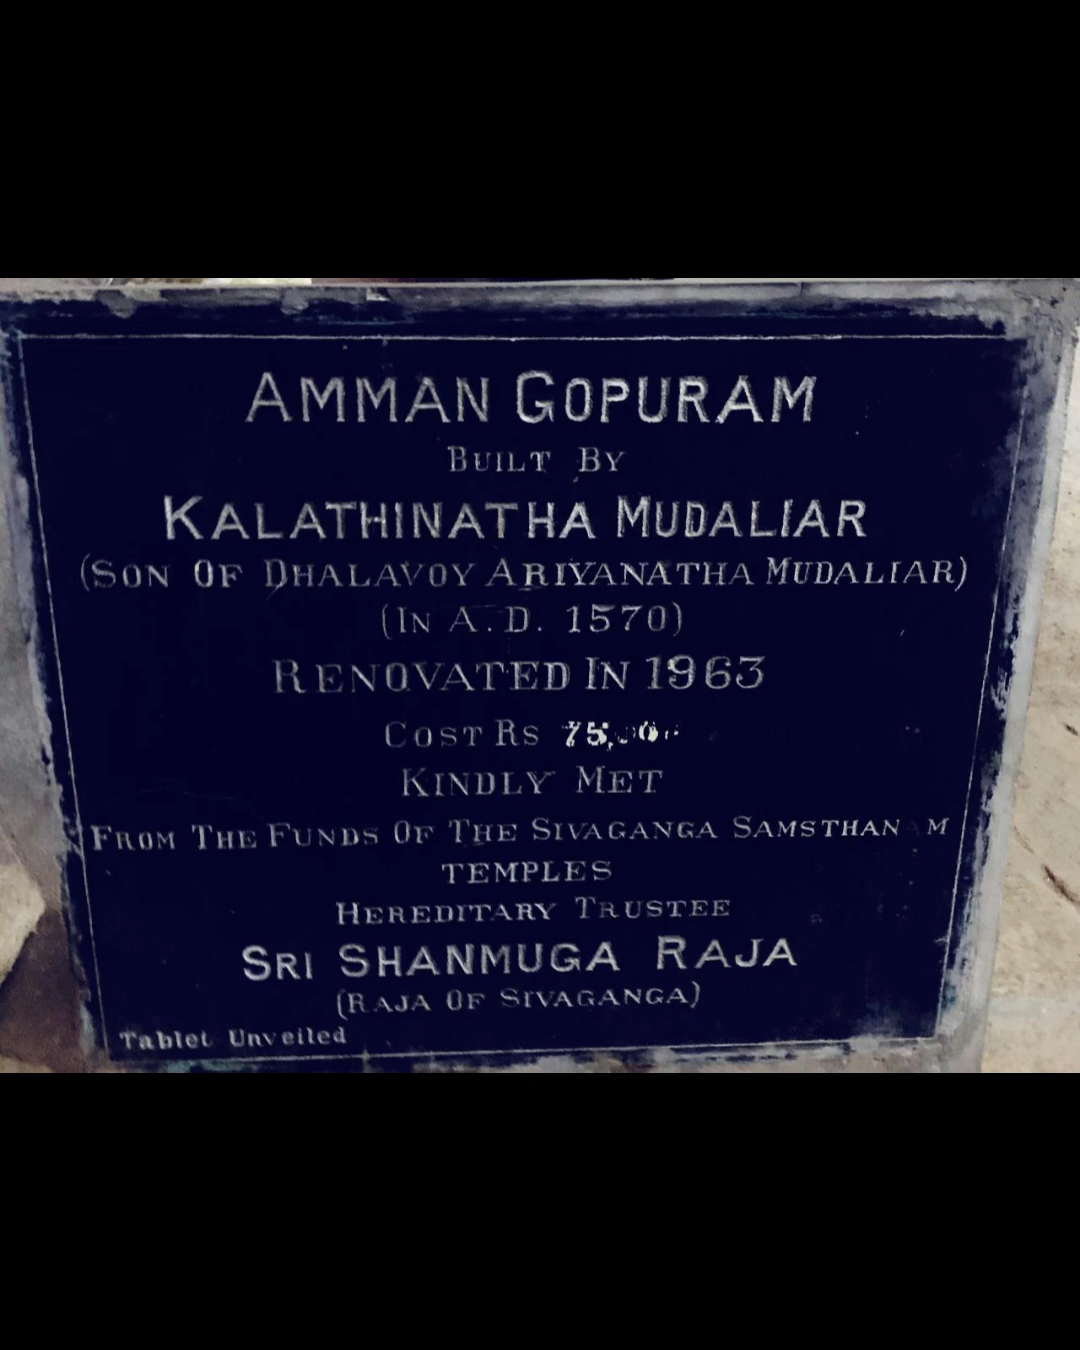 AMMAN GOPURAM
BUILT BY
KALATHINATHA MUDALIAR
(SON OF DHALAVOY ARIYANATHA MUDALIAR)
(IN A.D. 1570)
RENOVATED IN 1963
COST RS
KINDLY MET
FROM THE FUNDS OF THE SIVAGANGA SAMSTHANAM
TEMPLES
HEREDITARY TRUSTEE
SRI SHANMUGA RAJA
(RAJA OF SIVAGANGA)
Tablet Unveiled